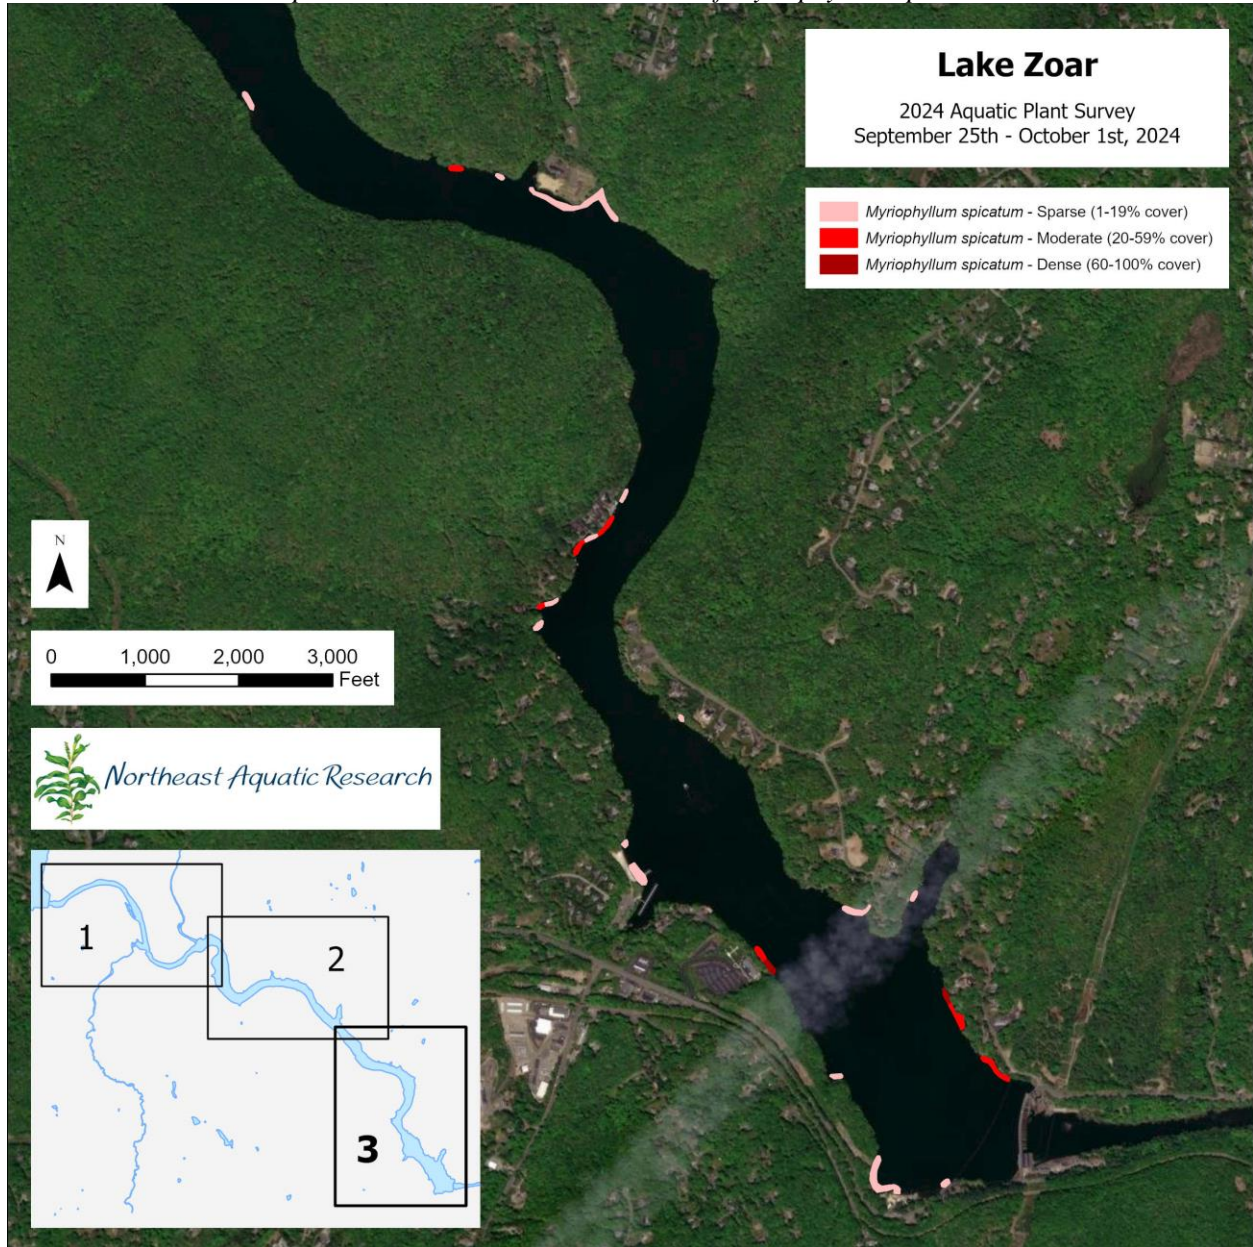 Lake Zoar
2024 Aquatic Plant Survey
September 25th - October 1st, 2024
Myriophyllum spicatum - Sparse (1-19% cover)
Myriophyllum spicatum - Moderate (20-59% cover)
Myriophyllum spicatum - Dense (60-100% cover)
N
0 1,000 2,000 3,000
Feet
Northeast Aquatic Research
1
2
3